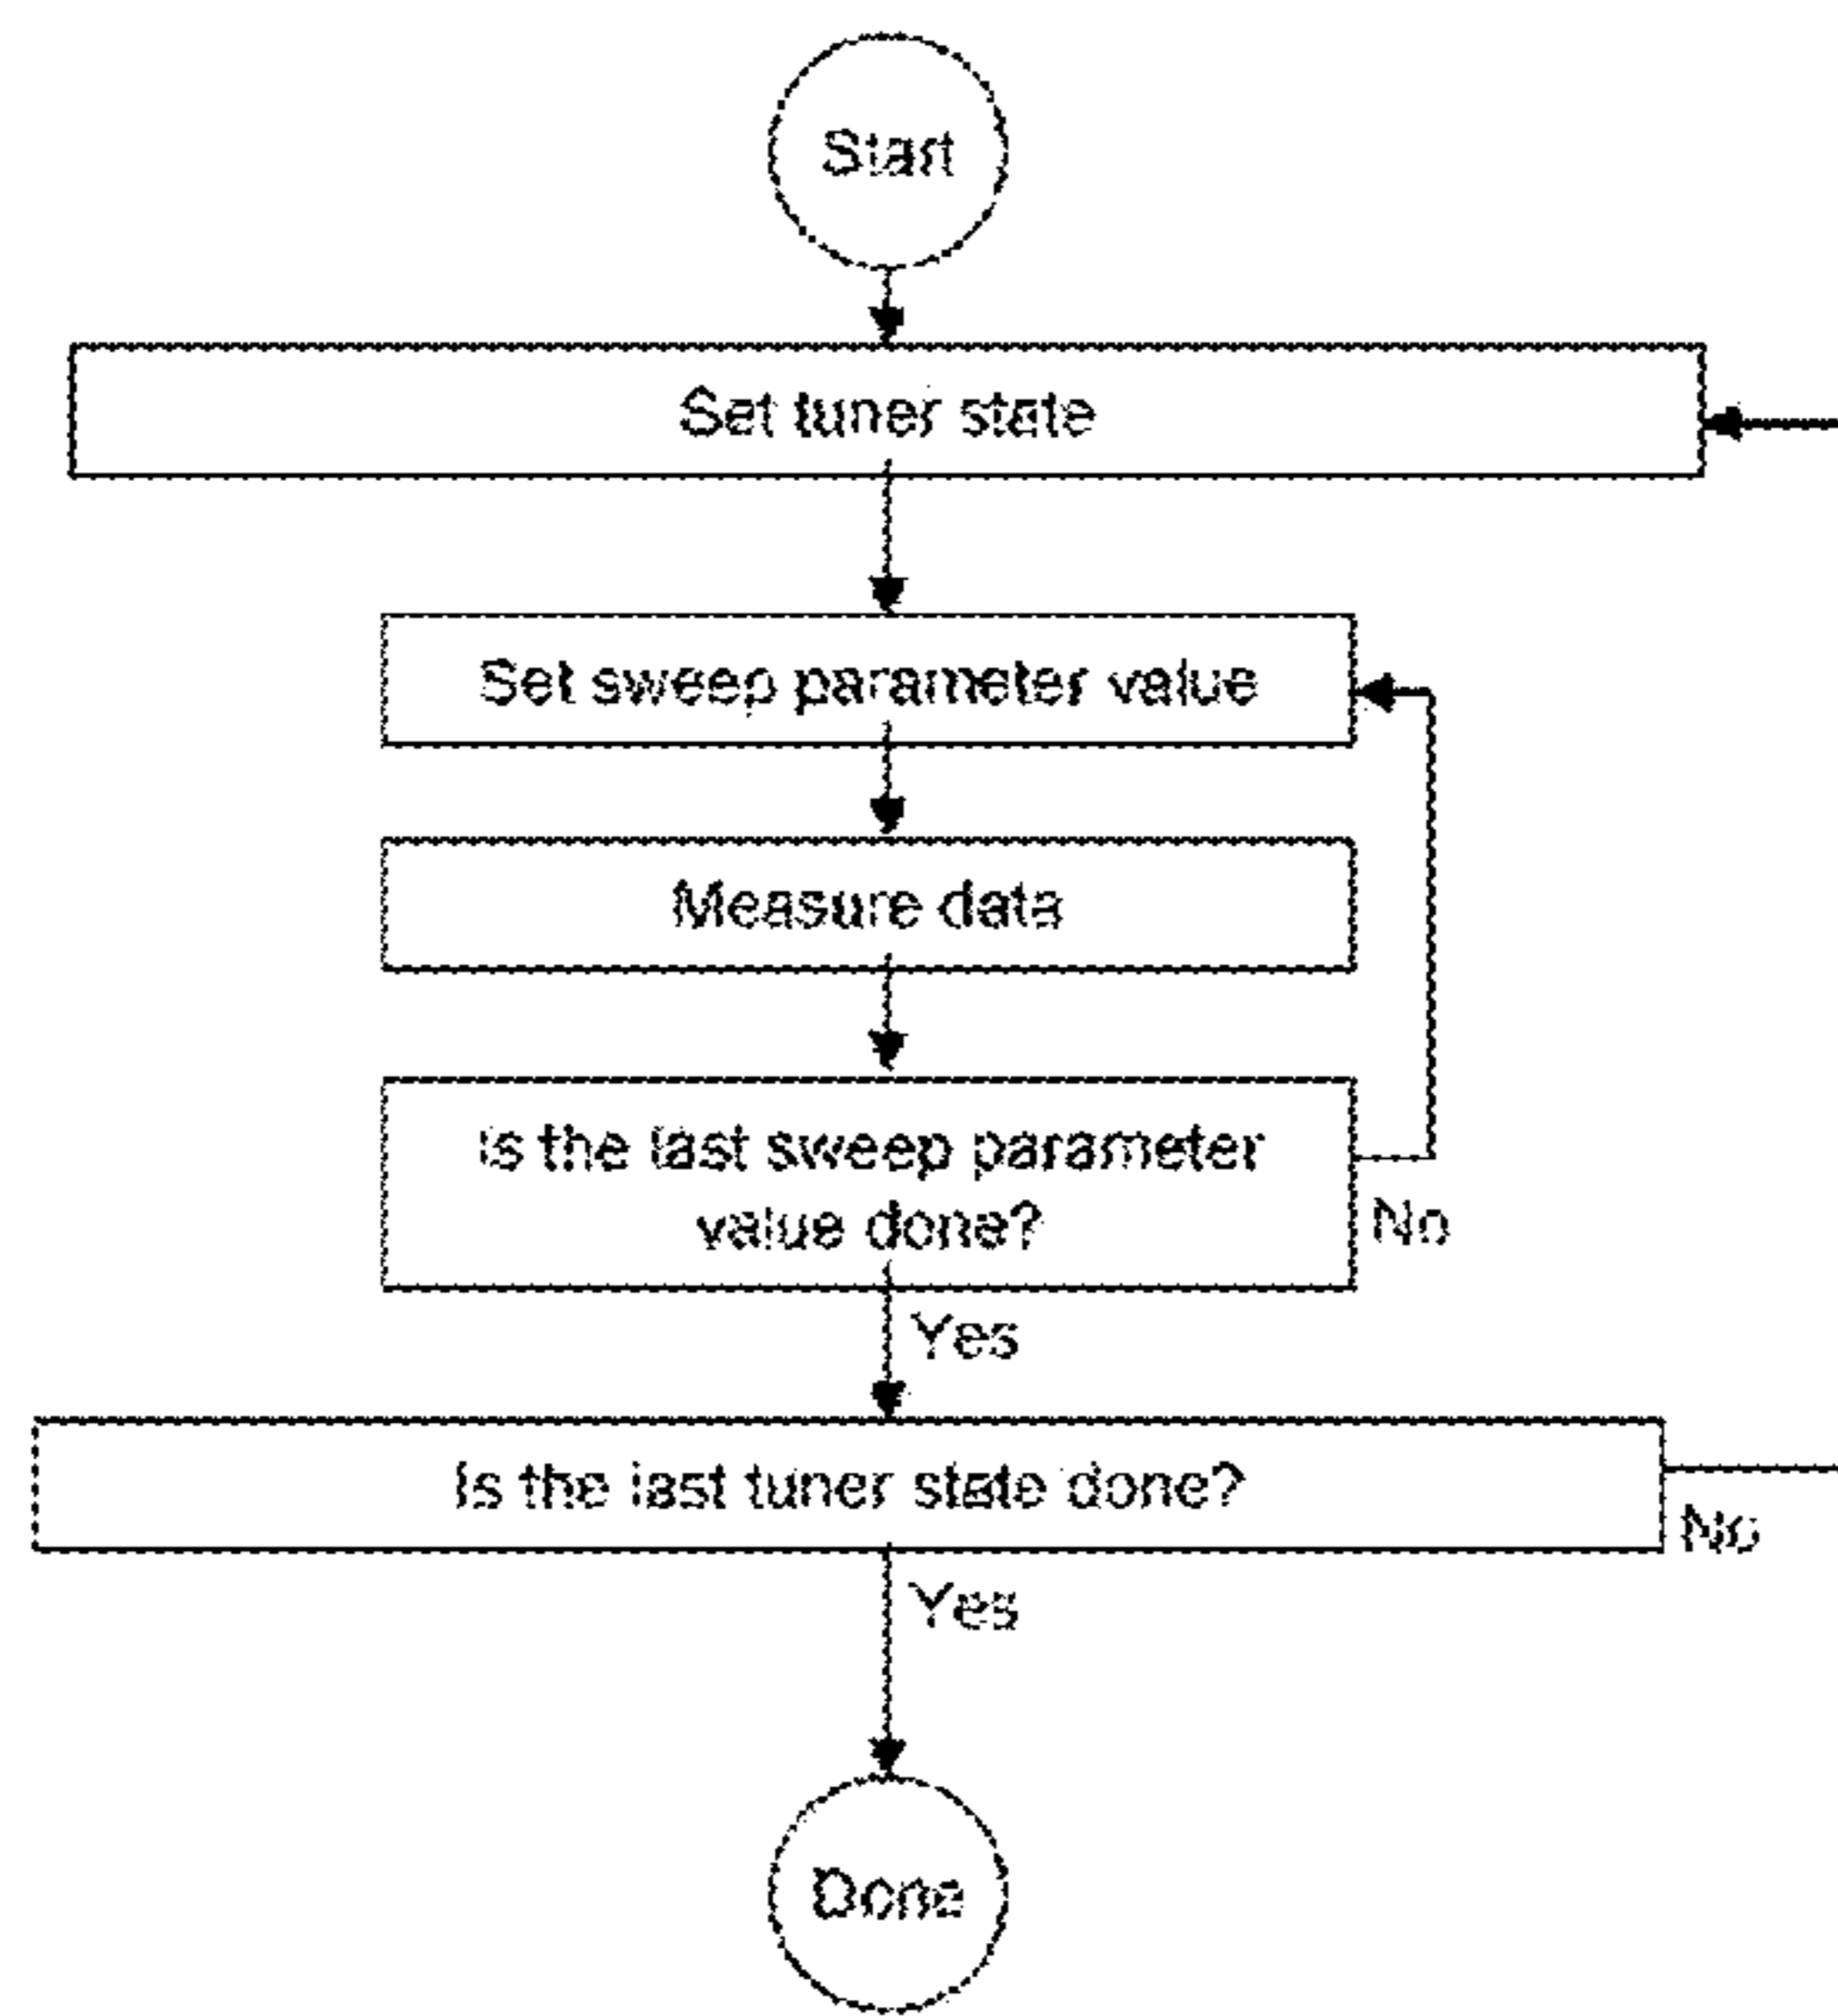 Start
Set tuner state
Set sweep parameter value
Measure data
Is the last sweep parameter
value done?
No
Yes
Is the last tuner state done?
No
Yes
Done